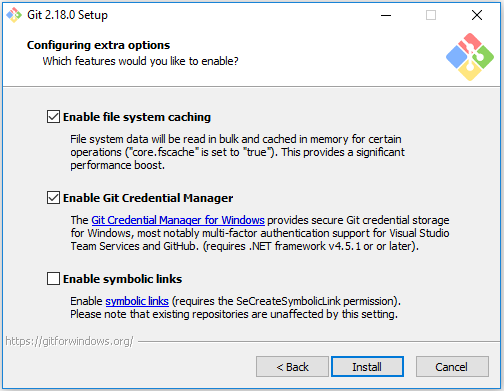 Git 2.18.0 Setup
Configuring extra options
Which features would you like to enable?
Enable file system caching
File system data will be read in bulk and cached in memory for certain
operations ("core.fscache" is set to "true"). This provides a significant
performance boost.
Enable Git Credential Manager
The Git Credential Manager for Windows provides secure Git credential storage
for Windows, most notably multi-factor authentication support for Visual Studio
Team Services and GitHub. (requires .NET framework v4.5.1 or or later).
Enable symbolic links
Enable symbolic links (requires the SeCreateSymbolicLink permission).
Please note that existing repositories are unaffected by this setting.
https://gitforwindows.org/
< Back
Install
Cancel